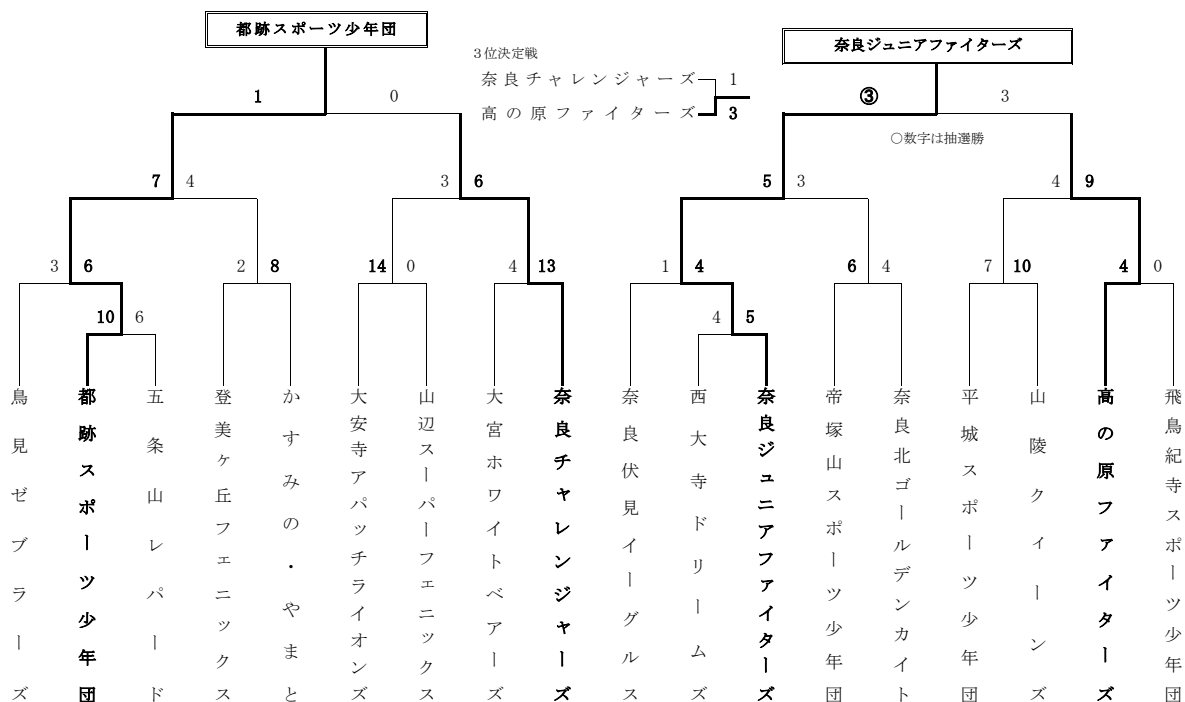 都跡スポーツ少年団
奈良ジュニアファイターズ
３位決定戦
奈良チャレンジャーズ 1
高の原ファイターズ 3
1 0
③ 3
○数字は抽選勝
7 4
3 6
5 3
4 9
3 6
2 8
14 0
4 13
1 4
6 4
7 10
4 0
10 6
4 5
鳥見ゼブラーズ
都跡スポーツ少年団
五条山レパード
登美ヶ丘フェニックス
かすみの・やまと
大安寺アパッチライオンズ
山辺スーパーフェニックス
大宮ホワイトベアーズ
奈良チャレンジャーズ
奈良伏見イーグルス
西大寺ドリームズ
奈良ジュニアファイターズ
帝塚山スポーツ少年団
奈良北ゴールデンカイト
平城スポーツ少年団
山陵クィーンズ
高の原ファイターズ
飛鳥紀寺スポーツ少年団